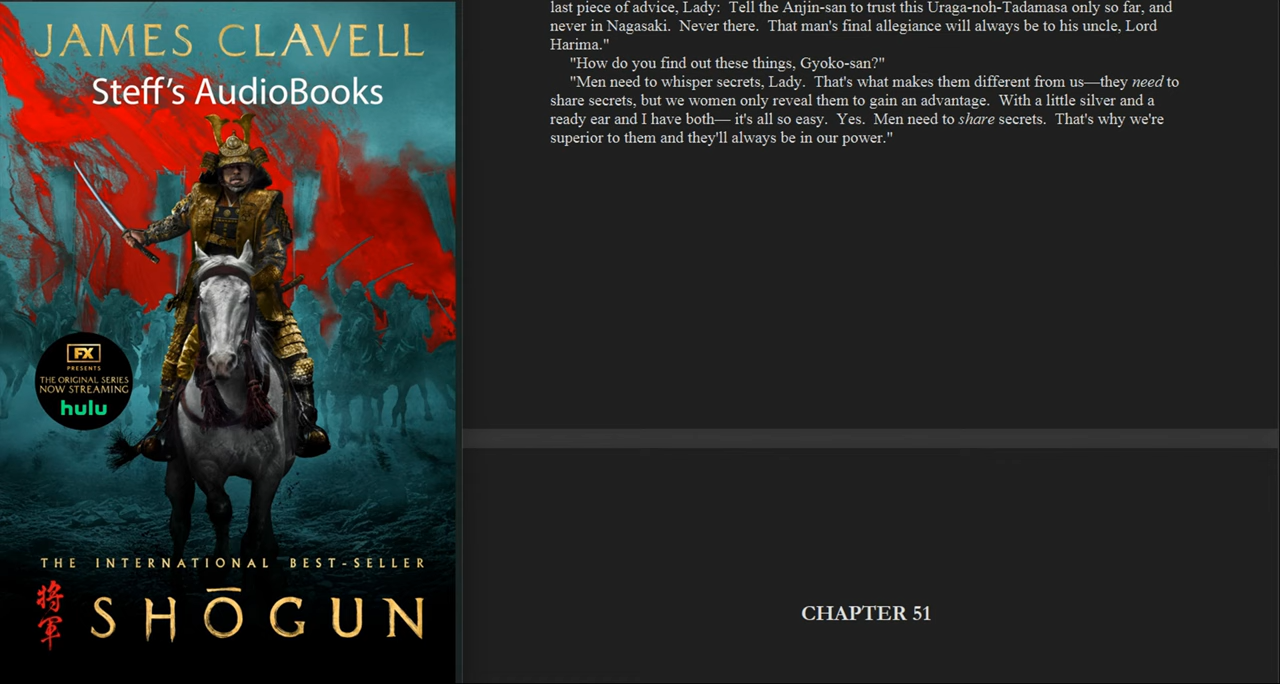 JAMES CLAVELL
Steff's AudioBooks
FX
PRESENTS
THE ORIGINAL SERIES
NOW STREAMING
hulu
THE INTERNATIONAL BEST-SELLER
将軍
SHŌGUN
last piece of advice, Lady:  Tell the Anjin-san to trust this Uraga-noh-Tadamasa only so far, and
never in Nagasaki.  Never there.  That man's final allegiance will always be to his uncle, Lord
Harima."
"How do you find out these things, Gyoko-san?"
"Men need to whisper secrets, Lady.  That's what makes them different from us—they need to
share secrets, but we women only reveal them to gain an advantage.  With a little silver and a
ready ear and I have both— it's all so easy.  Yes.  Men need to share secrets.  That's why we're
superior to them and they'll always be in our power."
CHAPTER 51